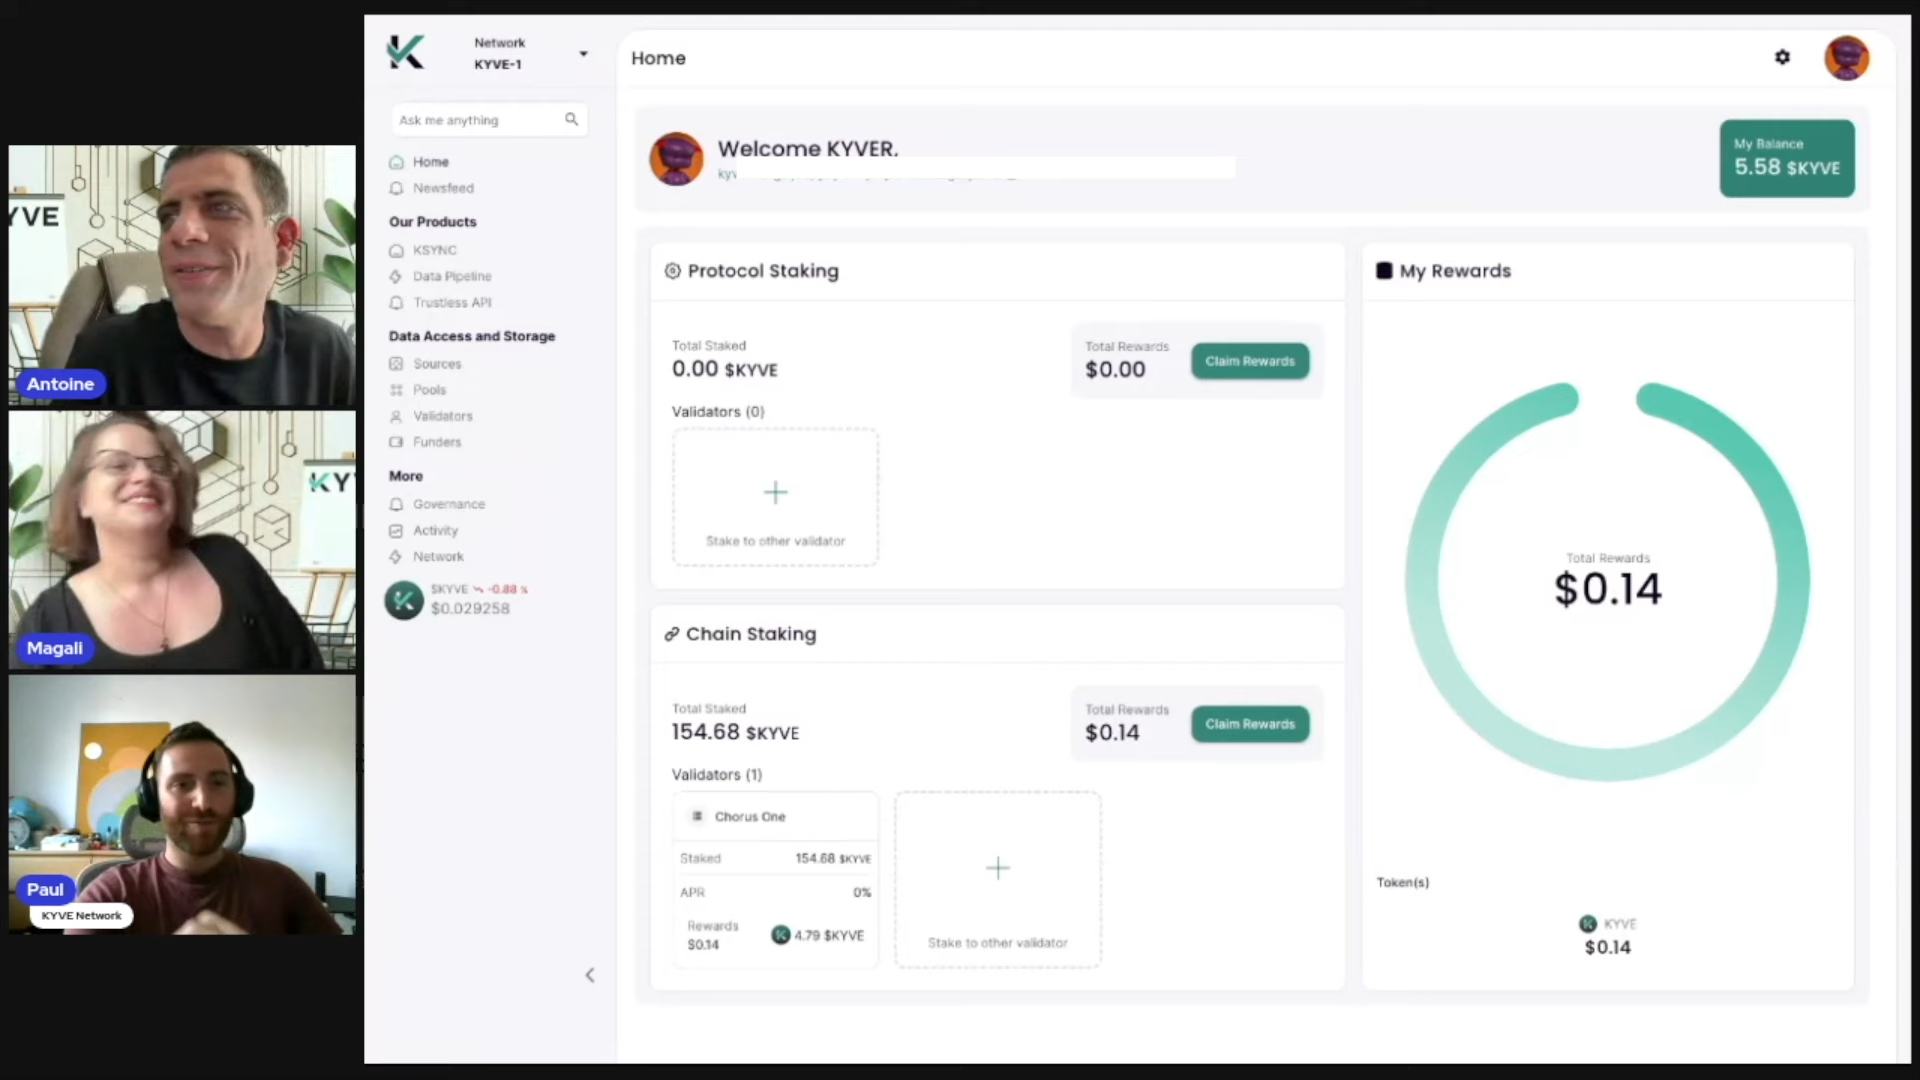 YVE
Antoine
KY
Magali
Paul
KYVE Network
Network
KYVE-1
Ask me anything
Home
Newsfeed
Our Products
KSYNC
Data Pipeline
Trustless API
Data Access and Storage
Sources
Pools
Validators
Funders
More
Governance
Activity
Network
$KYVE -0.88 %
$0.029258
Home
Welcome KYVER.
My Balance
5.58 $KYVE
Protocol Staking
Total Staked
0.00 $KYVE
Total Rewards
$0.00
Claim Rewards
Validators (0)
Stake to other validator
Chain Staking
Total Staked
154.68 $KYVE
Total Rewards
$0.14
Claim Rewards
Validators (1)
Chorus One
Staked 154.68 $KYVE
APR 0%
Rewards
$0.14
4.79 $KYVE
Stake to other validator
My Rewards
Total Rewards
$0.14
Token(s)
KYVE
$0.14